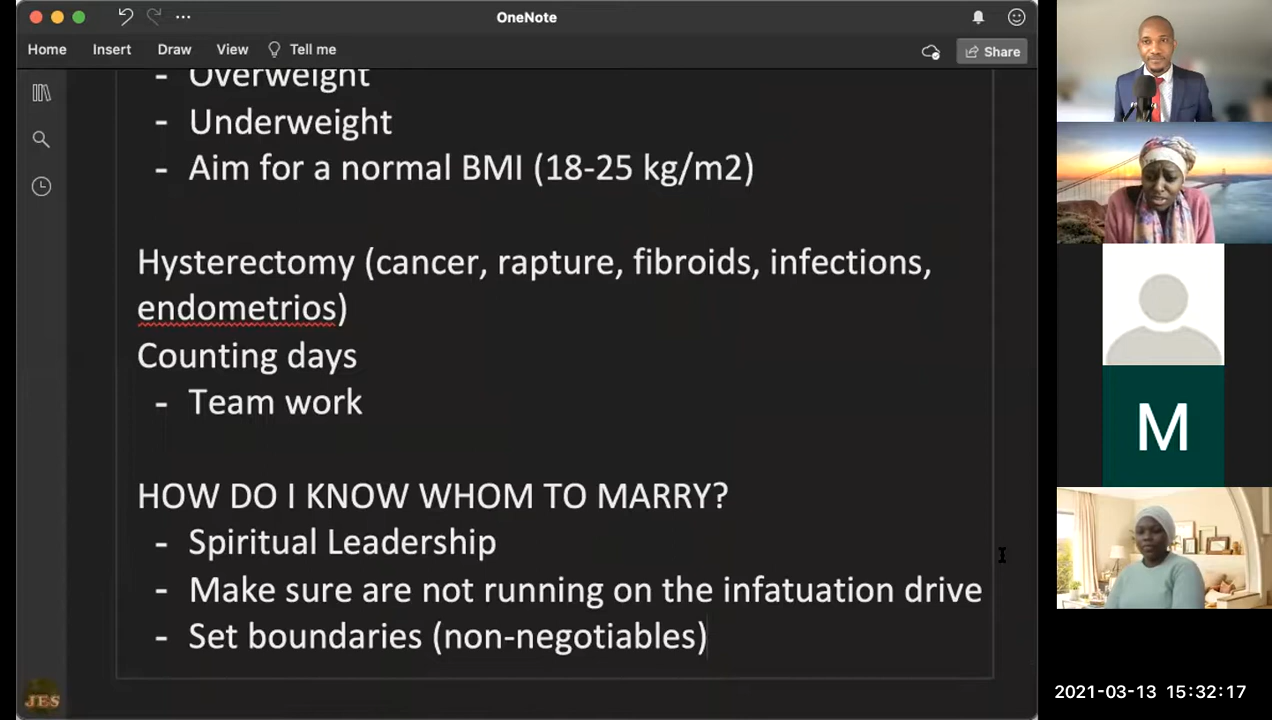 OneNote
Home Insert Draw View Tell me Share
- Overweight
- Underweight
- Aim for a normal BMI (18-25 kg/m2)
Hysterectomy (cancer, rapture, fibroids, infections,
endometrios)
Counting days
- Team work
HOW DO I KNOW WHOM TO MARRY?
- Spiritual Leadership
- Make sure are not running on the infatuation drive
- Set boundaries (non-negotiables)
JES
M
2021-03-13 15:32:17